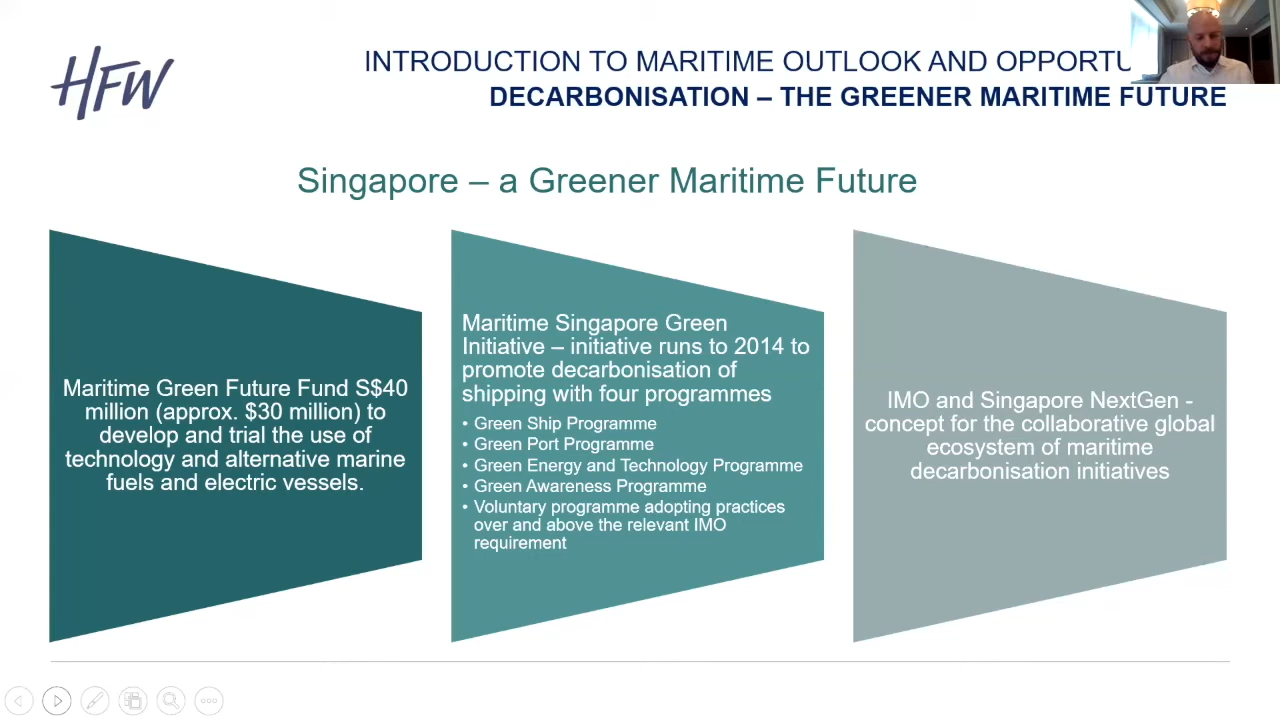 HFW
INTRODUCTION TO MARITIME OUTLOOK AND
DECARBONISATION – THE GREENER MARITIME FUTURE
Singapore – a Greener Maritime Future
Maritime Green Future Fund S$40
million (approx. $30 million) to
develop and trial the use of
technology and alternative marine
fuels and electric vessels.
Maritime Singapore Green
Initiative – initiative runs to 2014 to
promote decarbonisation of
shipping with four programmes
• Green Ship Programme
• Green Port Programme
• Green Energy and Technology Programme
• Green Awareness Programme
• Voluntary programme adopting practices
over and above the relevant IMO
requirement
IMO and Singapore NextGen -
concept for the collaborative global
ecosystem of maritime
decarbonisation initiatives